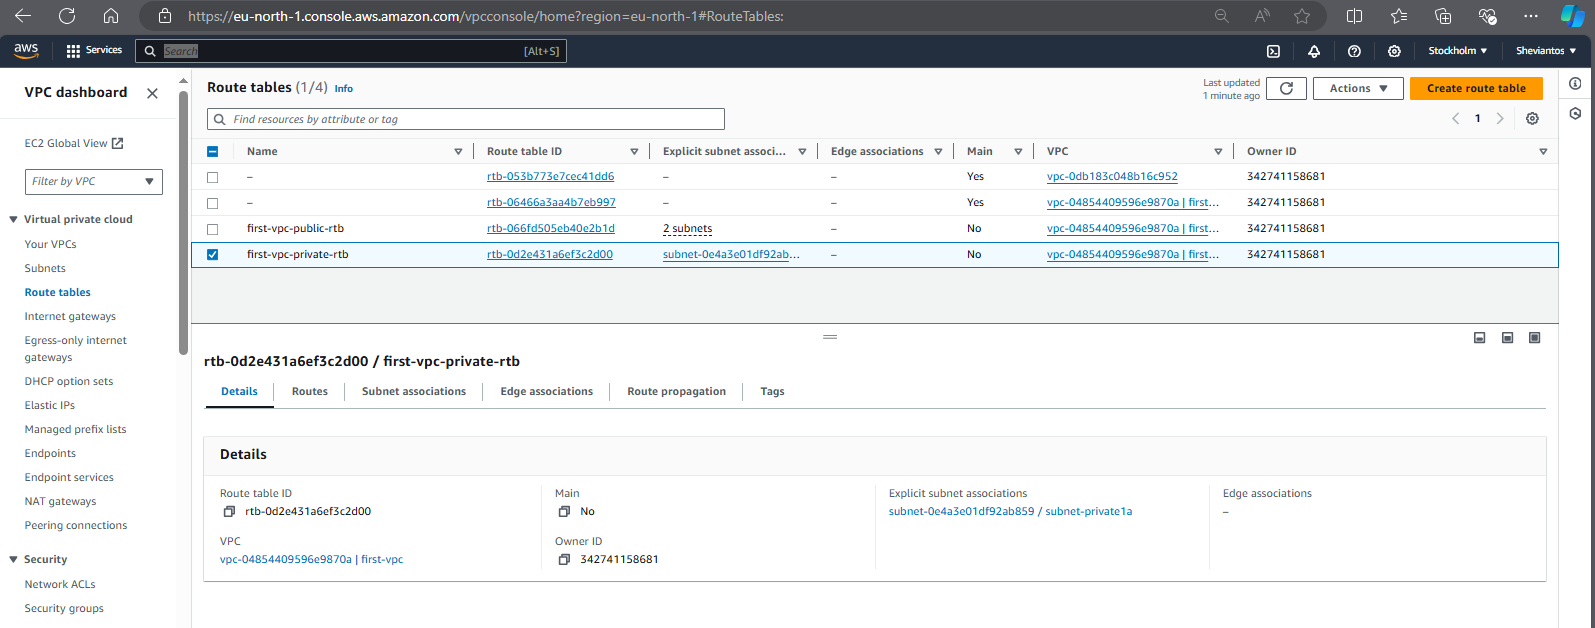 https://eu-north-1.console.aws.amazon.com/vpcconsole/home?region=eu-north-1#RouteTables:
aws Services Search [Alt+S] Stockholm Sheviantos
VPC dashboard
EC2 Global View
Filter by VPC
Virtual private cloud
Your VPCs
Subnets
Route tables
Internet gateways
Egress-only internet
gateways
DHCP option sets
Elastic IPs
Managed prefix lists
Endpoints
Endpoint services
NAT gateways
Peering connections
Security
Network ACLs
Security groups
Route tables (1/4) Info
Last updated
1 minute ago
Actions
Create route table
Find resources by attribute or tag
1
Name Route table ID Explicit subnet associ... Edge associations Main VPC Owner ID
– rtb-053b773e7cec41dd6 – – Yes vpc-0db183c048b16c952 342741158681
– rtb-06466a3aa4b7eb997 – – Yes vpc-04854409596e9870a | first... 342741158681
first-vpc-public-rtb rtb-066fd505eb40e2b1d 2 subnets – No vpc-04854409596e9870a | first... 342741158681
first-vpc-private-rtb rtb-0d2e431a6ef3c2d00 subnet-0e4a3e01df92ab... – No vpc-04854409596e9870a | first... 342741158681
rtb-0d2e431a6ef3c2d00 / first-vpc-private-rtb
Details Routes Subnet associations Edge associations Route propagation Tags
Details
Route table ID Main Explicit subnet associations Edge associations
rtb-0d2e431a6ef3c2d00 No subnet-0e4a3e01df92ab859 / subnet-private1a –
VPC Owner ID
vpc-04854409596e9870a | first-vpc 342741158681